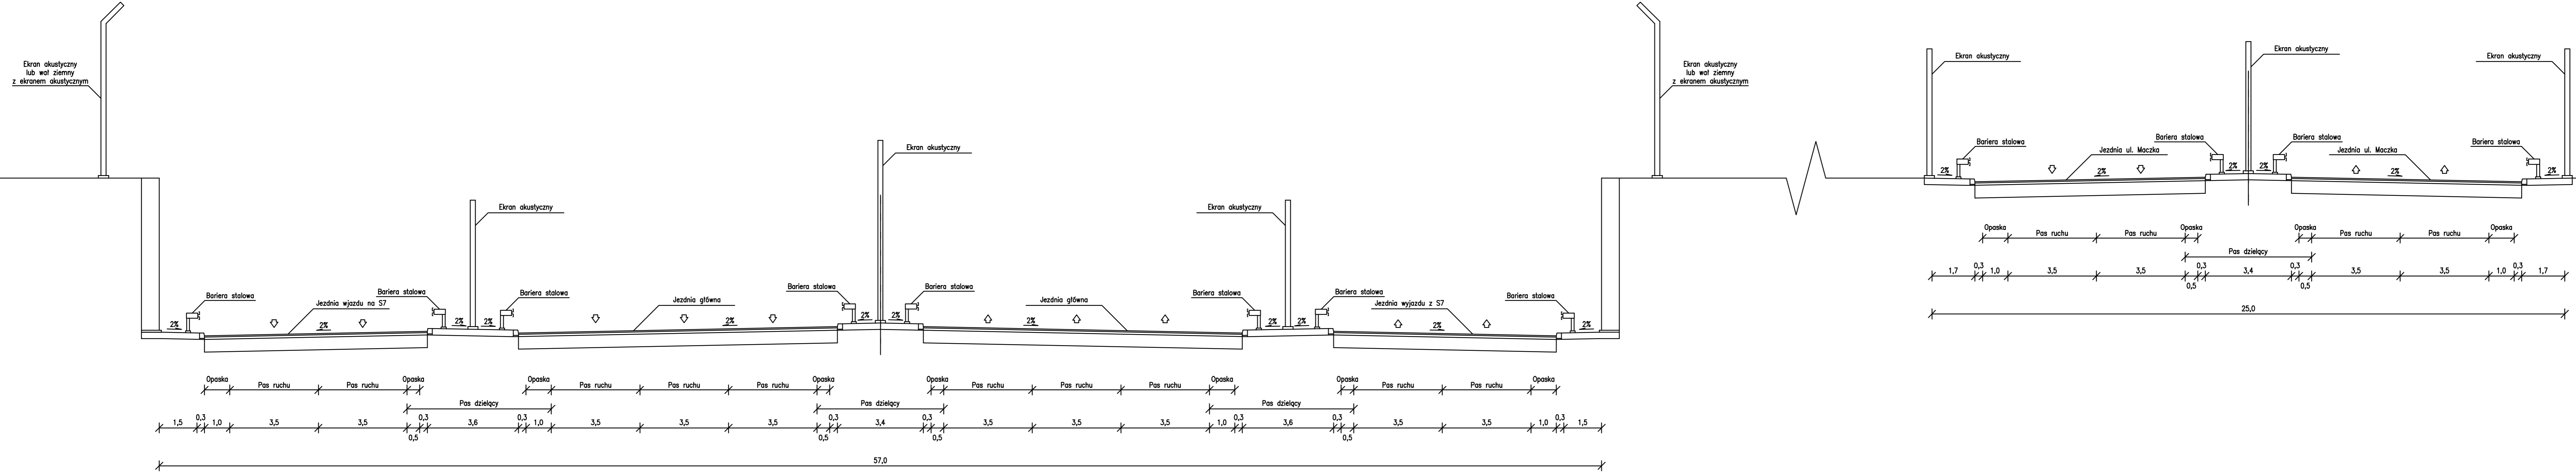 Ekran akustyczny
lub wał ziemny
z ekranem akustycznym
Ekran akustyczny
lub wał ziemny
z ekranem akustycznym
Ekran akustyczny
Ekran akustyczny
Ekran akustyczny
Bariera stalowa
Jezdnia ul. Maczka
Bariera stalowa
Bariera stalowa
Jezdnia ul. Maczka
Bariera stalowa
2%
2%
2%
2%
2%
2%
Ekran akustyczny
Ekran akustyczny
Ekran akustyczny
Bariera stalowa
Jezdnia wjazdu na S7
Bariera stalowa
Bariera stalowa
Jezdnia główna
Bariera stalowa
Bariera stalowa
Jezdnia główna
Bariera stalowa
Bariera stalowa
Jezdnia wyjazdu z S7
Bariera stalowa
2%
2%
2%
2%
2%
2%
2%
2%
2%
2%
2%
2%
Opaska Pas ruchu Pas ruchu Opaska Opaska Pas ruchu Pas ruchu Opaska
Pas dzielący
1,7 0,3 1,0 3,5 3,5 0,5 0,3 3,4 0,3 0,5 3,5 3,5 1,0 0,3 1,7
25,0
Opaska Pas ruchu Pas ruchu Opaska Opaska Pas ruchu Pas ruchu Pas ruchu Opaska Opaska Pas ruchu Pas ruchu Pas ruchu Opaska Opaska Pas ruchu Pas ruchu Opaska
Pas dzielący Pas dzielący Pas dzielący
1,5 0,3 1,0 3,5 3,5 0,5 0,3 3,6 0,3 1,0 3,5 3,5 3,5 0,5 0,3 3,4 0,3 0,5 3,5 3,5 3,5 1,0 0,3 3,6 0,3 0,5 3,5 3,5 1,0 0,3 1,5
57,0